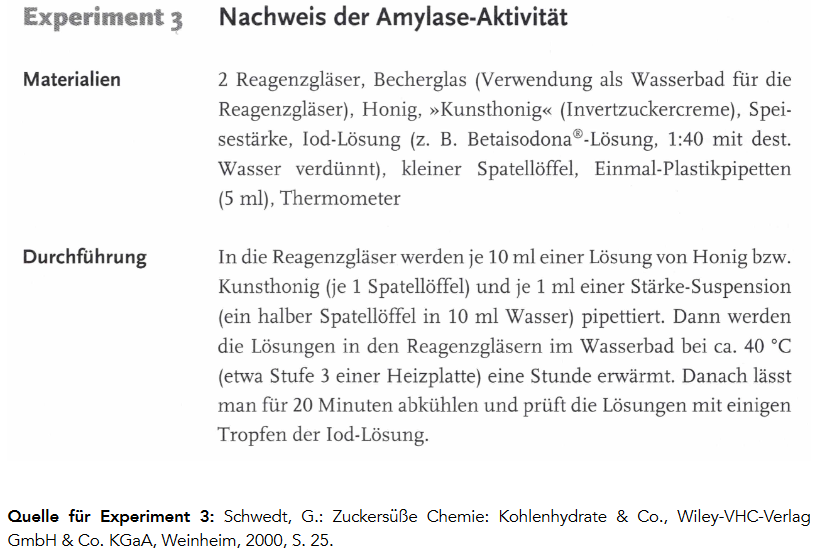 Experiment 3 Nachweis der Amylase-Aktivität
Materialien 2 Reagenzgläser, Becherglas (Verwendung als Wasserbad für die
Reagenzgläser), Honig, »Kunsthonig« (Invertzuckercreme), Spei-
sestärke, Iod-Lösung (z. B. Betaisodona®-Lösung, 1:40 mit dest.
Wasser verdünnt), kleiner Spatellöffel, Einmal-Plastikpipetten
(5 ml), Thermometer
Durchführung In die Reagenzgläser werden je 10 ml einer Lösung von Honig bzw.
Kunsthonig (je 1 Spatellöffel) und je 1 ml einer Stärke-Suspension
(ein halber Spatellöffel in 10 ml Wasser) pipettiert. Dann werden
die Lösungen in den Reagenzgläsern im Wasserbad bei ca. 40 °C
(etwa Stufe 3 einer Heizplatte) eine Stunde erwärmt. Danach lässt
man für 20 Minuten abkühlen und prüft die Lösungen mit einigen
Tropfen der Iod-Lösung.
Quelle für Experiment 3: Schwedt, G.: Zuckersüße Chemie: Kohlenhydrate & Co., Wiley-VHC-Verlag
GmbH & Co. KGaA, Weinheim, 2000, S. 25.